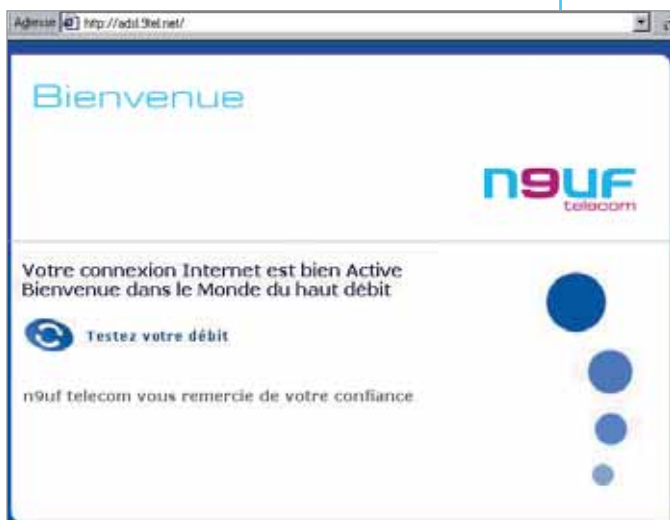 Adresse http://adsl.9tel.net/
Bienvenue
n9uf
telecom
Votre connexion Internet est bien Active
Bienvenue dans le Monde du haut débit
Testez votre débit
n9uf telecom vous remercie de votre confiance